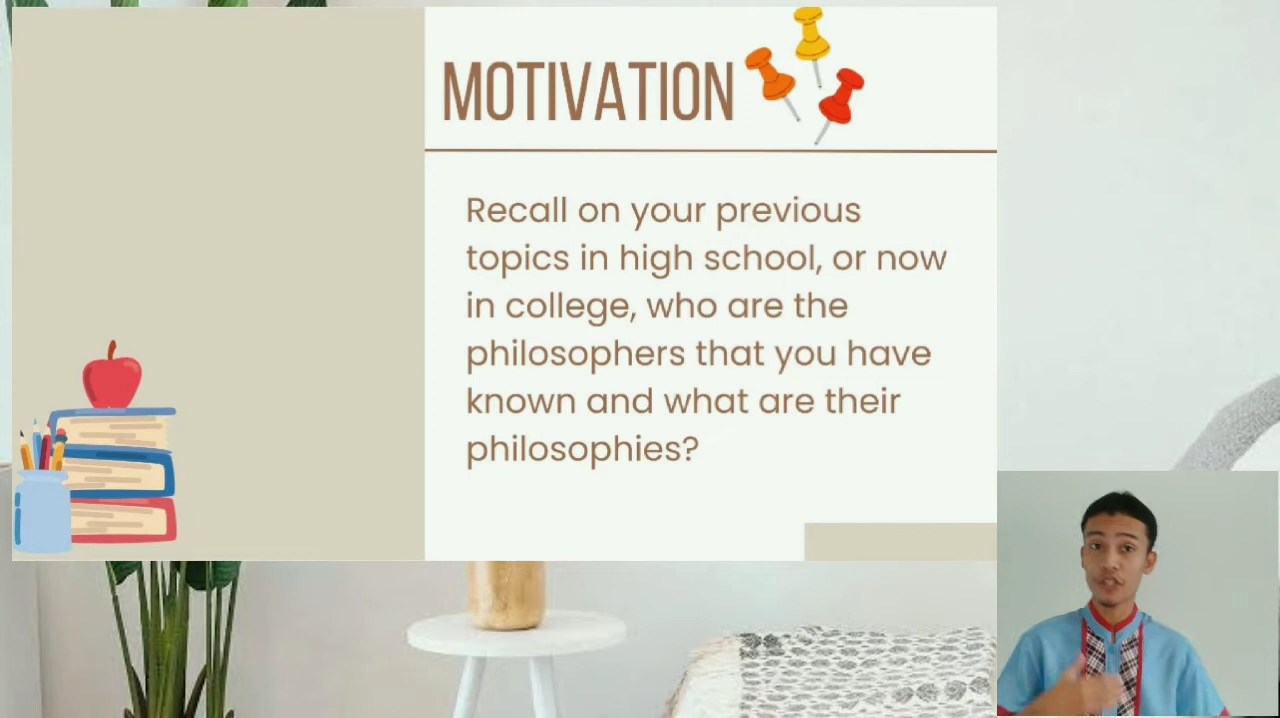 MOTIVATION
Recall on your previous
topics in high school, or now
in college, who are the
philosophers that you have
known and what are their
philosophies?